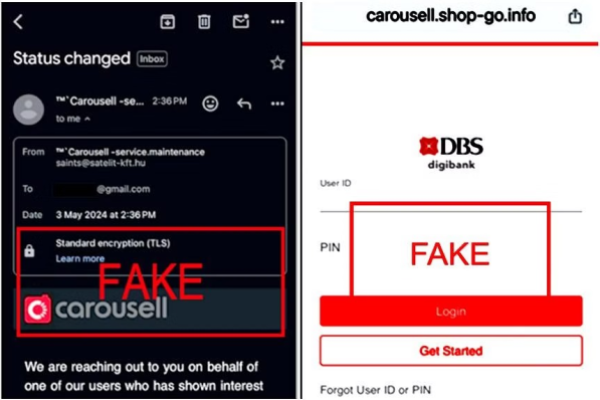 Status changed Inbox
™`Carousell -se... 2:36 PM
to me
From ™`Carousell -service.maintenance
saints@satelit-kft.hu
To @gmail.com
Date 3 May 2024 at 2:36 PM
Standard encryption (TLS)
Learn more
FAKE
carousell
We are reaching out to you on behalf of
one of our users who has shown interest
carousell.shop-go.info
DBS
digibank
User ID
PIN
FAKE
Login
Get Started
Forgot User ID or PIN